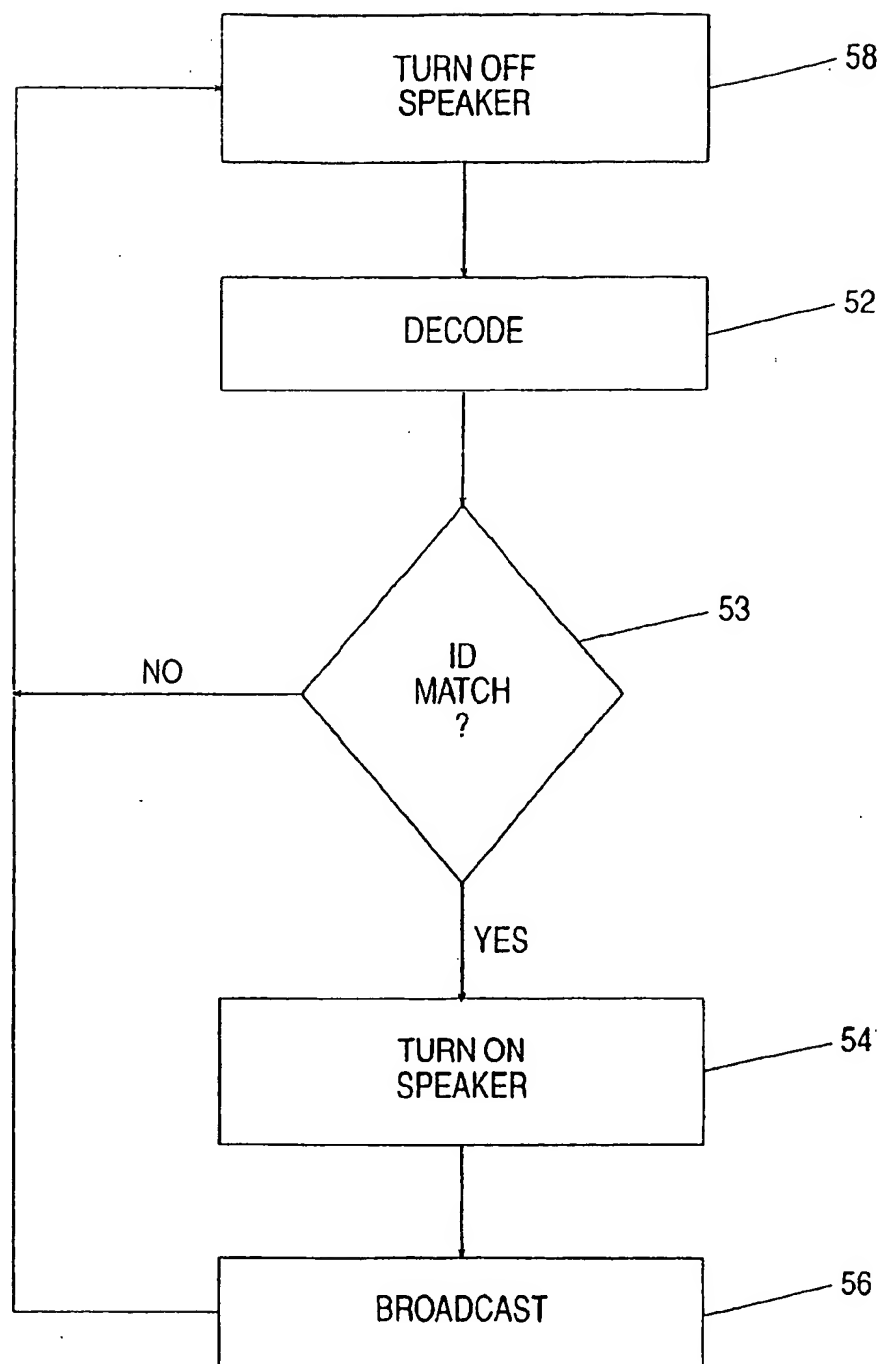 TURN OFF
SPEAKER
58
DECODE
52
53
ID
MATCH
?
NO
YES
TURN ON
SPEAKER
54
BROADCAST
56